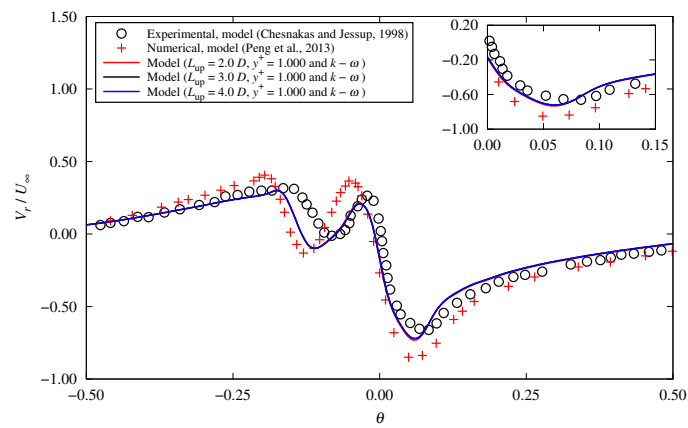 1.50
1.00
0.50
0.00
−0.50
−1.00
V_r / U_∞
Experimental, model (Chesnakas and Jessup, 1998)
Numerical, model (Peng et al., 2013)
Model (L_up = 2.0 D, y⁺ = 1.000 and k − ω )
Model (L_up = 3.0 D, y⁺ = 1.000 and k − ω )
Model (L_up = 4.0 D, y⁺ = 1.000 and k − ω )
0.20
−0.20
−0.60
−1.00
0.00 0.05 0.10 0.15
−0.50 −0.25 0.00 0.25 0.50
θ